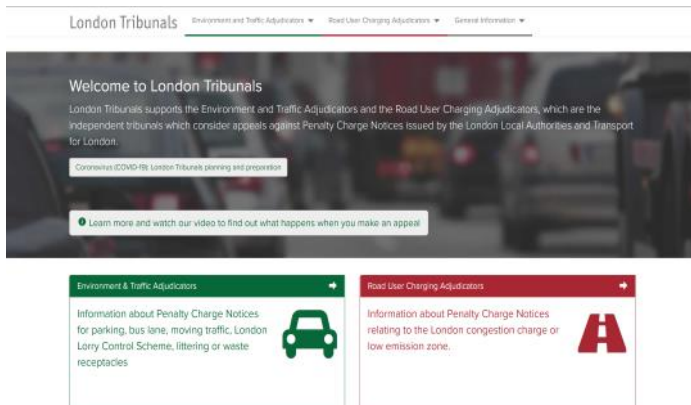 London Tribunals
Environment and Traffic Adjudicators
Road User Charging Adjudicators
General Information
Welcome to London Tribunals
London Tribunals supports the Environment and Traffic Adjudicators and the Road User Charging Adjudicators, which are the
independent tribunals which consider appeals against Penalty Charge Notices issued by the London Local Authorities and Transport
for London.
Coronavirus (COVID-19): London Tribunals planning and preparation
Learn more and watch our video to find out what happens when you make an appeal
Environment & Traffic Adjudicators
Information about Penalty Charge Notices
for parking, bus lane, moving traffic, London
Lorry Control Scheme, littering or waste
receptacles
Road User Charging Adjudicators
Information about Penalty Charge Notices
relating to the London congestion charge or
low emission zone.